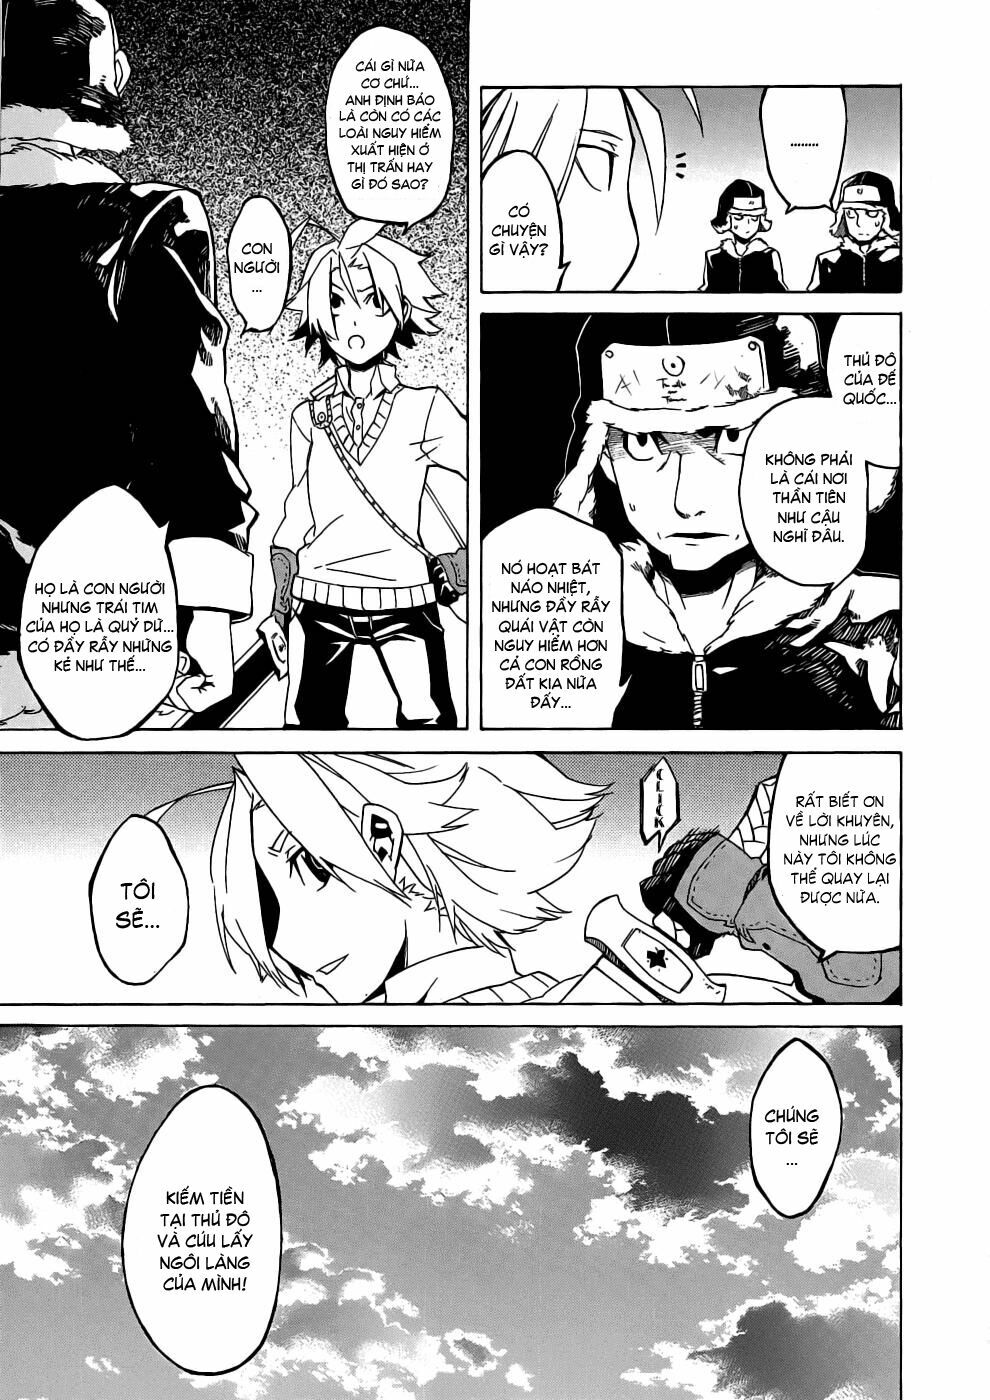 .........
CÓ
CHUYỆN
GÌ VẬY?
THỦ ĐÔ
CỦA ĐẾ
QUỐC...
KHÔNG PHẢI
LÀ CÁI NƠI
THẦN TIÊN
NHƯ CẬU
NGHĨ ĐÂU.
NÓ HOẠT BÁT
NÁO NHIỆT,
NHƯNG ĐẦY RẪY
QUÁI VẬT CÒN
NGUY HIỂM HƠN
CẢ CON RỒNG
ĐẤT KIA NỮA
ĐẤY...
CÁI GÌ NỮA
CƠ CHỨ...
ANH ĐỊNH BẢO
LÀ CÒN CÓ CÁC
LOÀI NGUY HIỂM
XUẤT HIỆN Ở
THỊ TRẤN HAY
GÌ ĐÓ SAO?
CON
NGƯỜI
...
HỌ LÀ CON NGƯỜI
NHƯNG TRÁI TIM
CỦA HỌ LÀ QUỶ DỮ...
CÓ ĐẦY RẪY NHỮNG
KẺ NHƯ THẾ...
RẤT BIẾT ƠN
VỀ LỜI KHUYÊN,
NHƯNG LÚC
NÀY TÔI KHÔNG
THỂ QUAY LẠI
ĐƯỢC NỮA.
CLICK
TÔI
SẼ...
CHÚNG
TÔI SẼ
...
KIẾM TIỀN
TẠI THỦ ĐÔ
VÀ CỨU LẤY
NGÔI LÀNG
CỦA MÌNH!